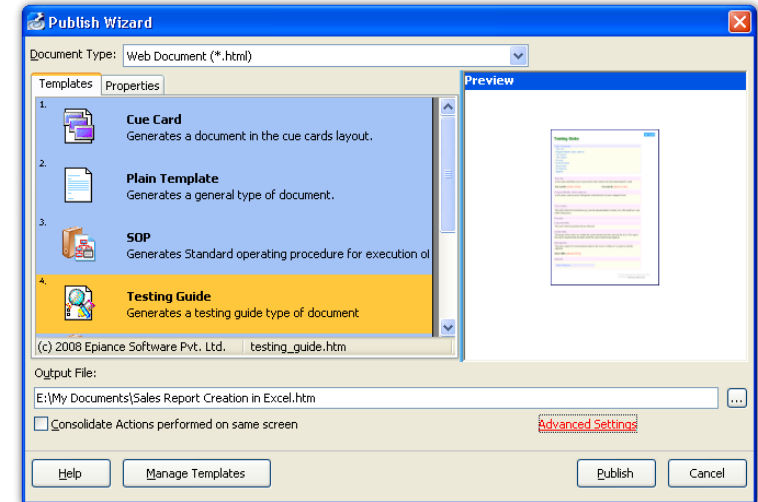 Publish Wizard
Document Type: Web Document (*.html)
Templates Properties
Preview
1.
Cue Card
Generates a document in the cue cards layout.
2.
Plain Template
Generates a general type of document.
3.
SOP
Generates Standard operating procedure for execution ol
4.
Testing Guide
Generates a testing guide type of document
(c) 2008 Epiance Software Pvt. Ltd. testing_guide.htm
Testing Guide
Output File:
E:\My Documents\Sales Report Creation in Excel.htm
...
Consolidate Actions performed on same screen
Advanced Settings
Help Manage Templates Publish Cancel